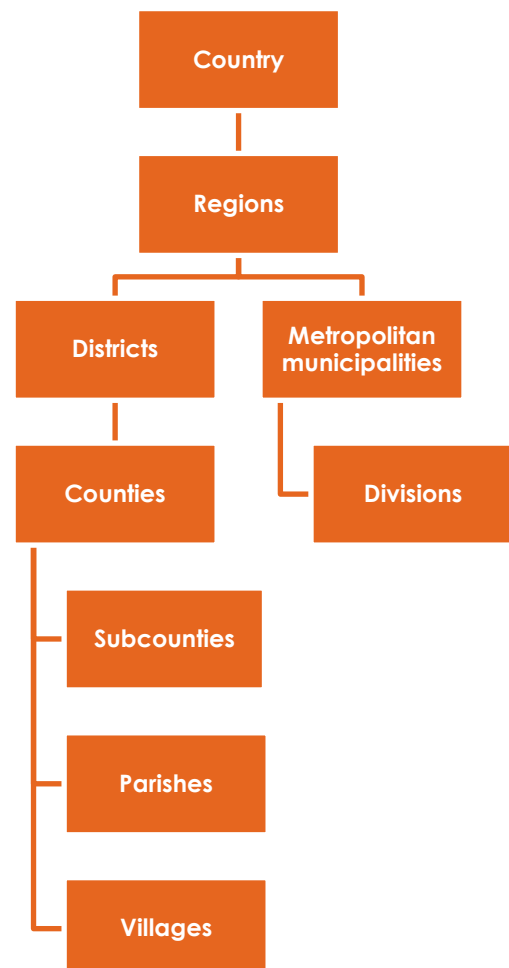 Country
Regions
Districts
Metropolitan
municipalities
Counties
Divisions
Subcounties
Parishes
Villages